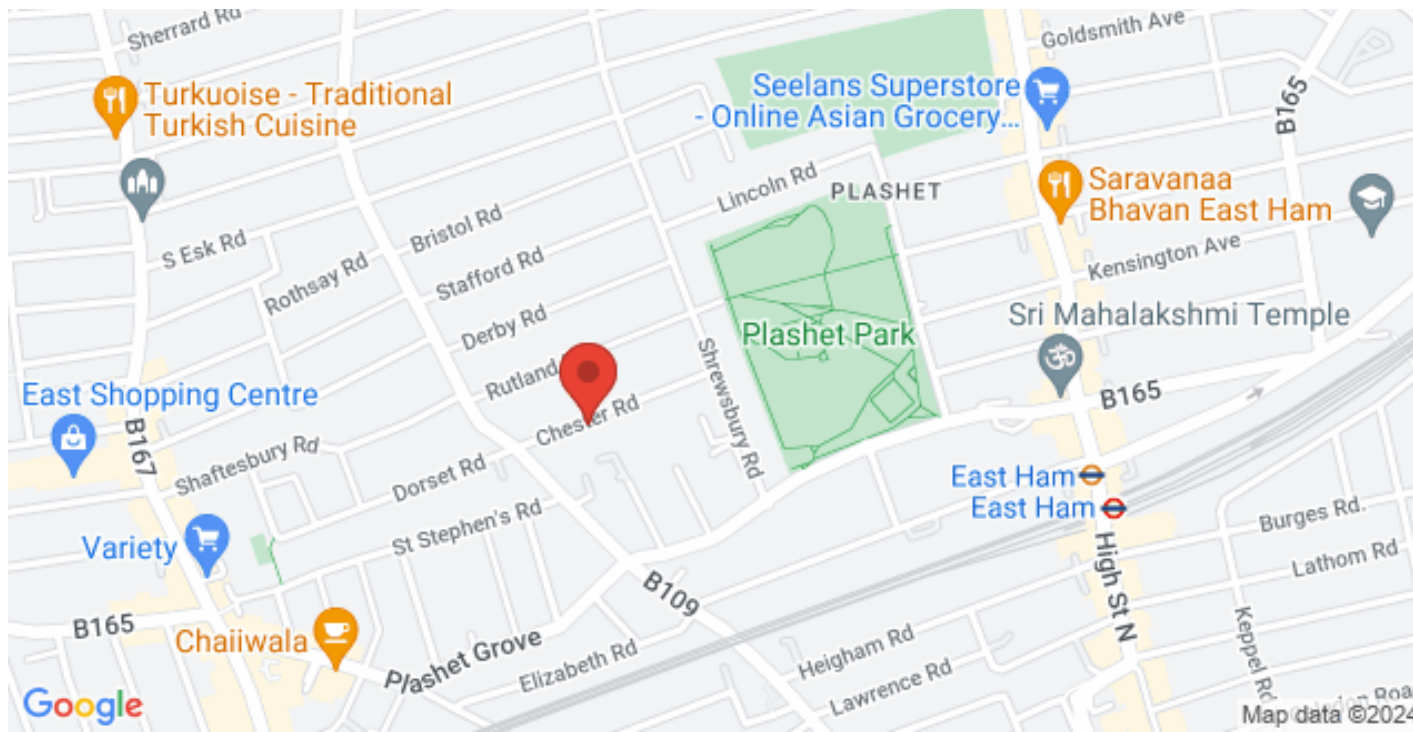 Sherrard Rd
Goldsmith Ave
Turkuoise - Traditional
Turkish Cuisine
Seelans Superstore
- Online Asian Grocery...
B165
Lincoln Rd
PLASHET
Saravanaa
Bhavan East Ham
S Esk Rd
Bristol Rd
Rothsay Rd
Stafford Rd
Kensington Ave
Derby Rd
Plashet Park
Sri Mahalakshmi Temple
Rutland
Shrewsbury Rd
East Shopping Centre
B167
Chester Rd
B165
Shaftesbury Rd
Dorset Rd
East Ham
East Ham
St Stephen's Rd
Burges Rd.
Variety
High St N
Lathom Rd
B165
B109
Chaiiwala
Plashet Grove
Elizabeth Rd
Heigham Rd
Keppel Rd
Lawrence Rd
Google
Map data ©2024